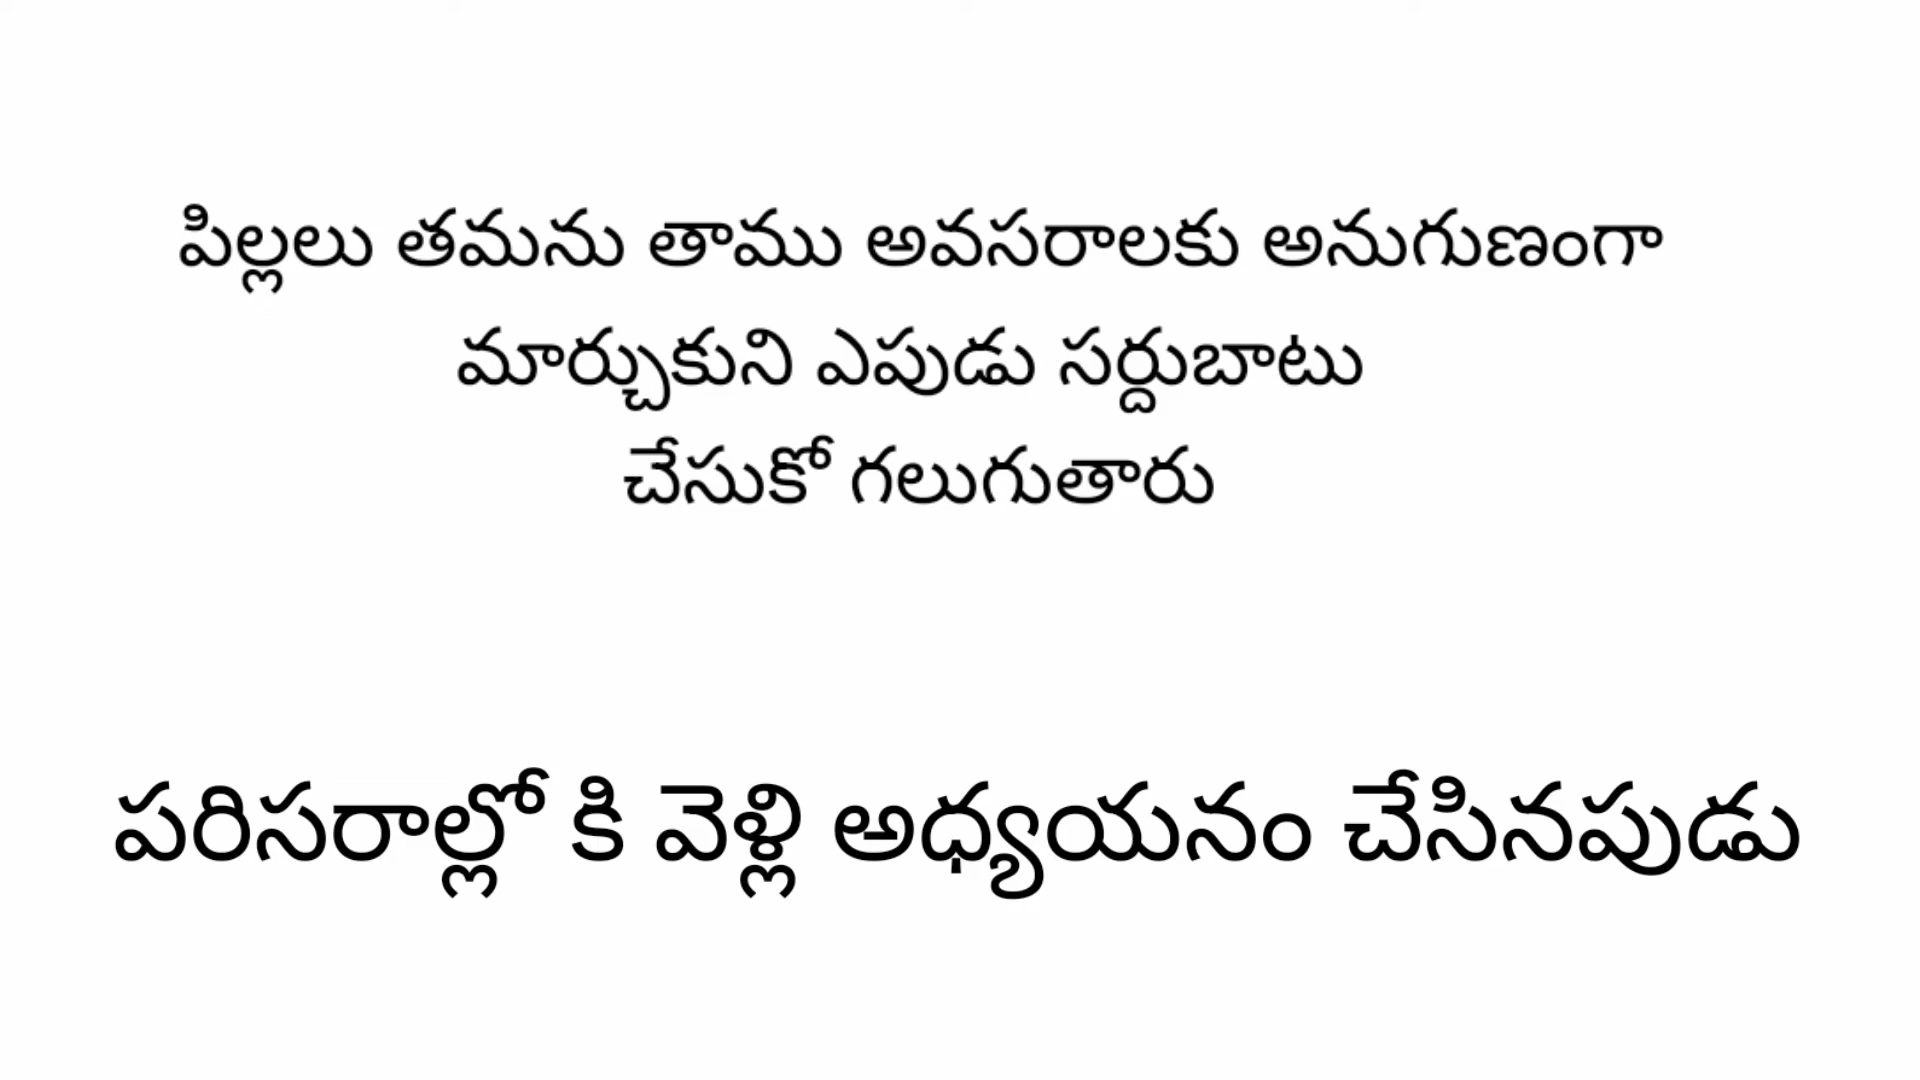 పిల్లలు తమను తాము అవసరాలకు అనుగుణంగా
మార్చుకుని ఎపుడు సర్దుబాటు
చేసుకో గలుగుతారు
పరిసరాల్లో కి వెళ్లి అధ్యయనం చేసినపుడు